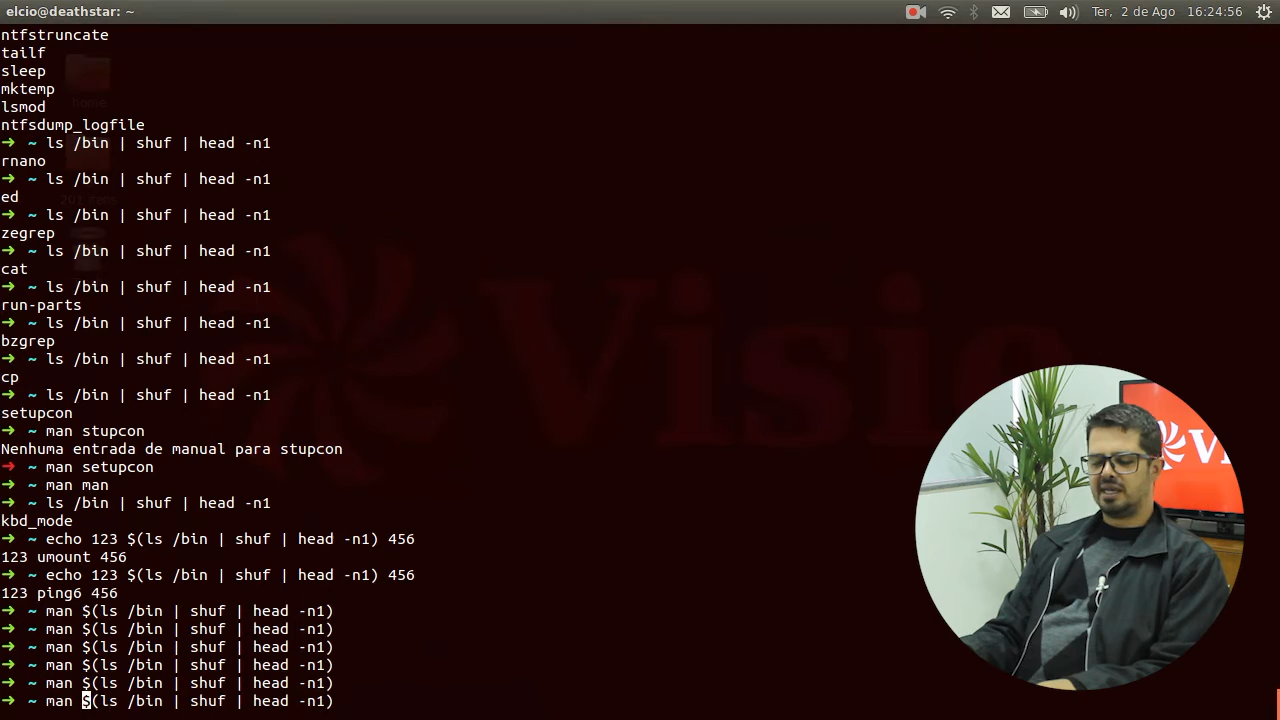 elcio@deathstar: ~
Ter, 2 de Ago 16:24:56
ntfstruncate
tailf
sleep
mktemp
lsmod
ntfsdump_logfile
➜ ~ ls /bin | shuf | head -n1
rnano
➜ ~ ls /bin | shuf | head -n1
ed
➜ ~ ls /bin | shuf | head -n1
zegrep
➜ ~ ls /bin | shuf | head -n1
cat
➜ ~ ls /bin | shuf | head -n1
run-parts
➜ ~ ls /bin | shuf | head -n1
bzgrep
➜ ~ ls /bin | shuf | head -n1
cp
➜ ~ ls /bin | shuf | head -n1
setupcon
➜ ~ man stupcon
Nenhuma entrada de manual para stupcon
➜ ~ man setupcon
➜ ~ man man
➜ ~ ls /bin | shuf | head -n1
kbd_mode
➜ ~ echo 123 $(ls /bin | shuf | head -n1) 456
123 umount 456
➜ ~ echo 123 $(ls /bin | shuf | head -n1) 456
123 ping6 456
➜ ~ man $(ls /bin | shuf | head -n1)
➜ ~ man $(ls /bin | shuf | head -n1)
➜ ~ man $(ls /bin | shuf | head -n1)
➜ ~ man $(ls /bin | shuf | head -n1)
➜ ~ man $(ls /bin | shuf | head -n1)
➜ ~ man $(ls /bin | shuf | head -n1)
home
Visio